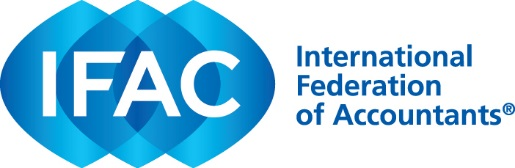 IFAC
International
Federation
of Accountants®